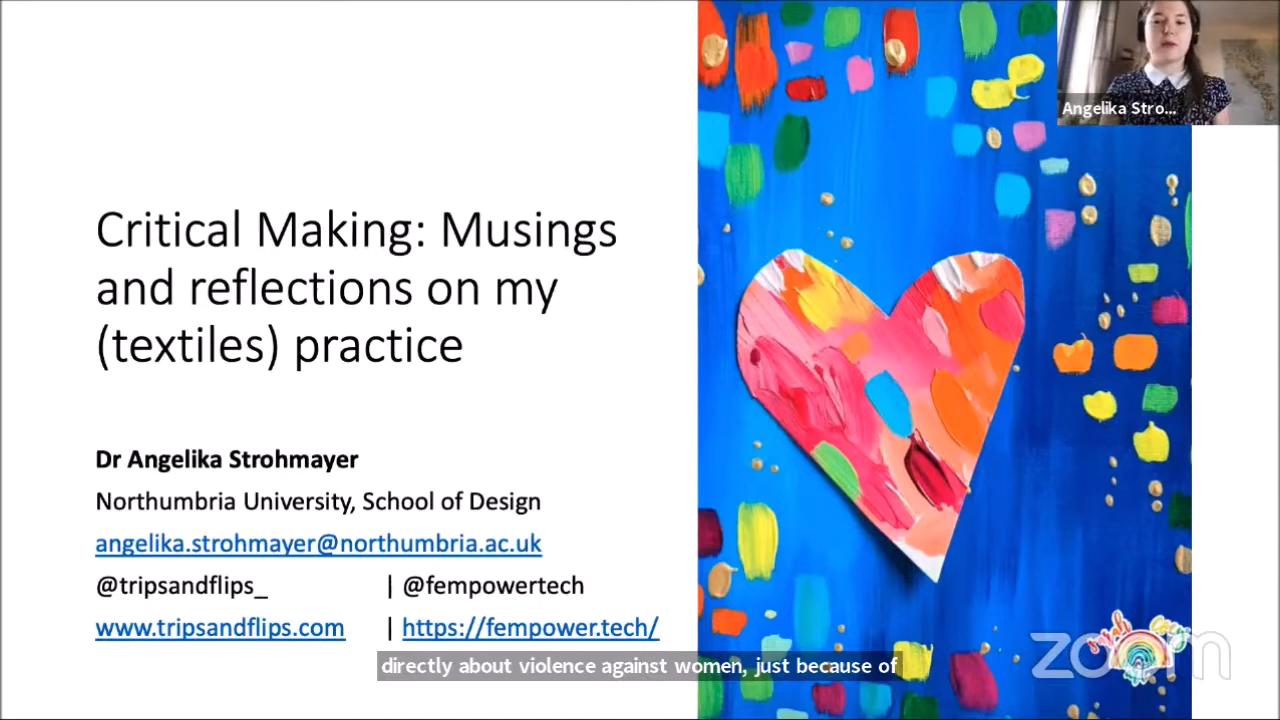 Angelika Stro...
Critical Making: Musings
and reflections on my
(textiles) practice
Dr Angelika Strohmayer
Northumbria University, School of Design
angelika.strohmayer@northumbria.ac.uk
@tripsandflips_ | @fempowertech
www.tripsandflips.com | https://fempower.tech/
directly about violence against women, just because of
zoom